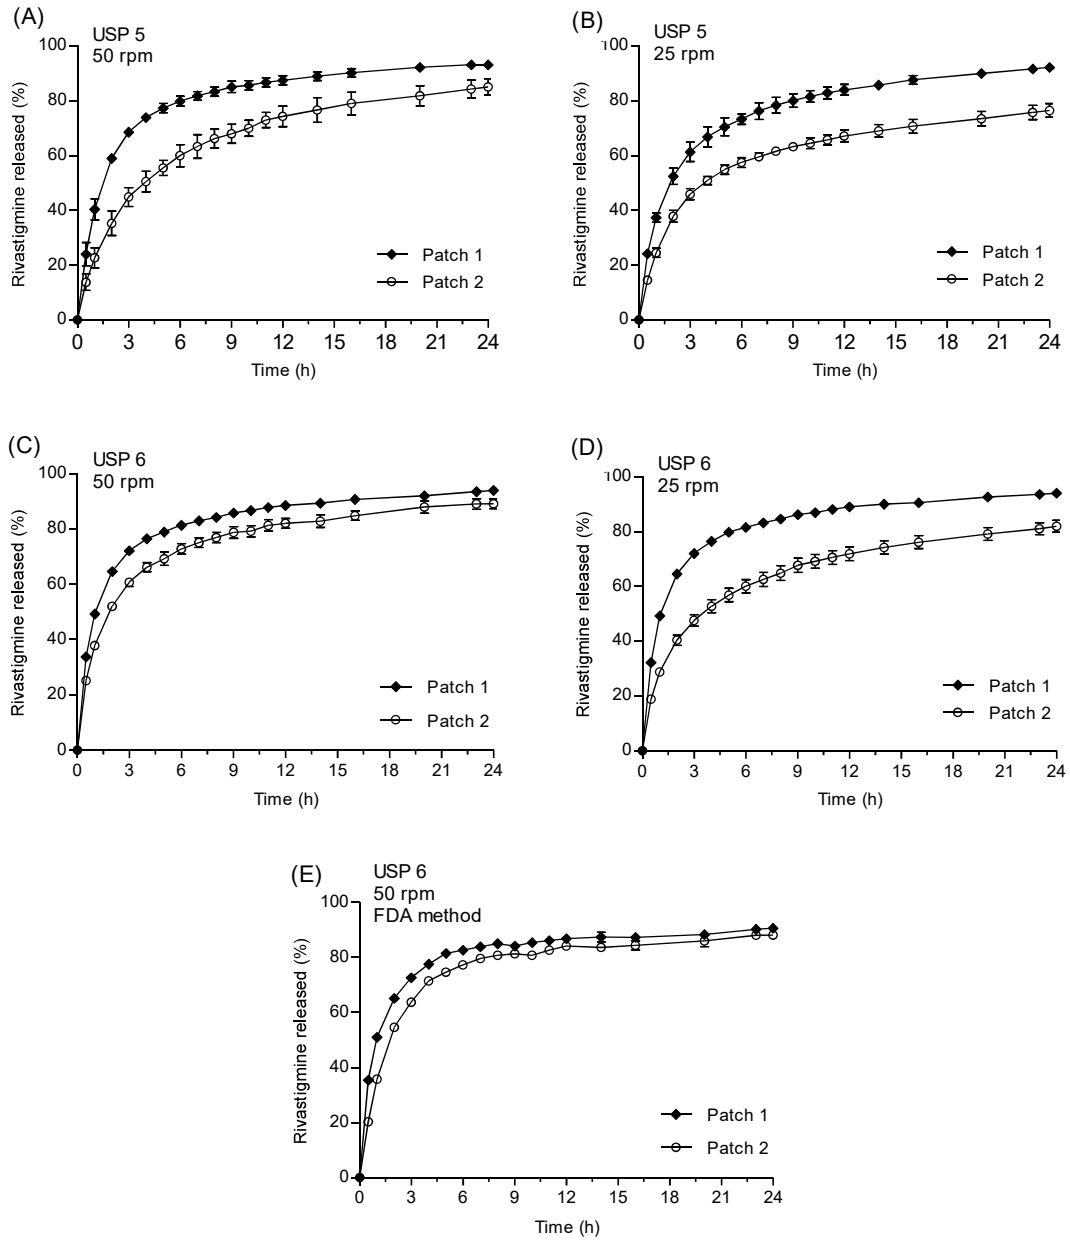 (A)
USP 5
50 rpm
100
80
60
40
20
0
Rivastigmine released (%)
Patch 1
Patch 2
0 3 6 9 12 15 18 21 24
Time (h)
(B)
USP 5
25 rpm
100
80
60
40
20
0
Rivastigmine released (%)
Patch 1
Patch 2
0 3 6 9 12 15 18 21 24
Time (h)
(C)
USP 6
50 rpm
100
80
60
40
20
0
Rivastigmine released (%)
Patch 1
Patch 2
0 3 6 9 12 15 18 21 24
Time (h)
(D)
USP 6
25 rpm
100
80
60
40
20
0
Rivastigmine released (%)
Patch 1
Patch 2
0 3 6 9 12 15 18 21 24
Time (h)
(E)
USP 6
50 rpm
FDA method
100
80
60
40
20
0
Rivastigmine released (%)
Patch 1
Patch 2
0 3 6 9 12 15 18 21 24
Time (h)